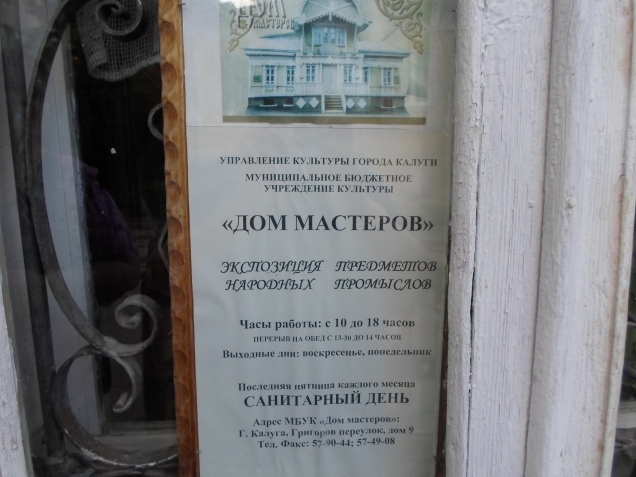 ДОМ
МАСТЕРОВ
УПРАВЛЕНИЕ КУЛЬТУРЫ ГОРОДА КАЛУГИ
МУНИЦИПАЛЬНОЕ БЮДЖЕТНОЕ
УЧРЕЖДЕНИЕ КУЛЬТУРЫ
«ДОМ МАСТЕРОВ»
ЭКСПОЗИЦИЯ ПРЕДМЕТОВ
НАРОДНЫХ ПРОМЫСЛОВ
Часы работы: с 10 до 18 часов
ПЕРЕРЫВ НА ОБЕД С 13-30 ДО 14 ЧАСОВ
Выходные дни: воскресенье, понедельник
Последняя пятница каждого месяца
САНИТАРНЫЙ ДЕНЬ
Адрес МБУК «Дом мастеров»:
Г. Калуга, Григоров переулок, дом 9
Тел. Факс: 57-90-44; 57-49-08